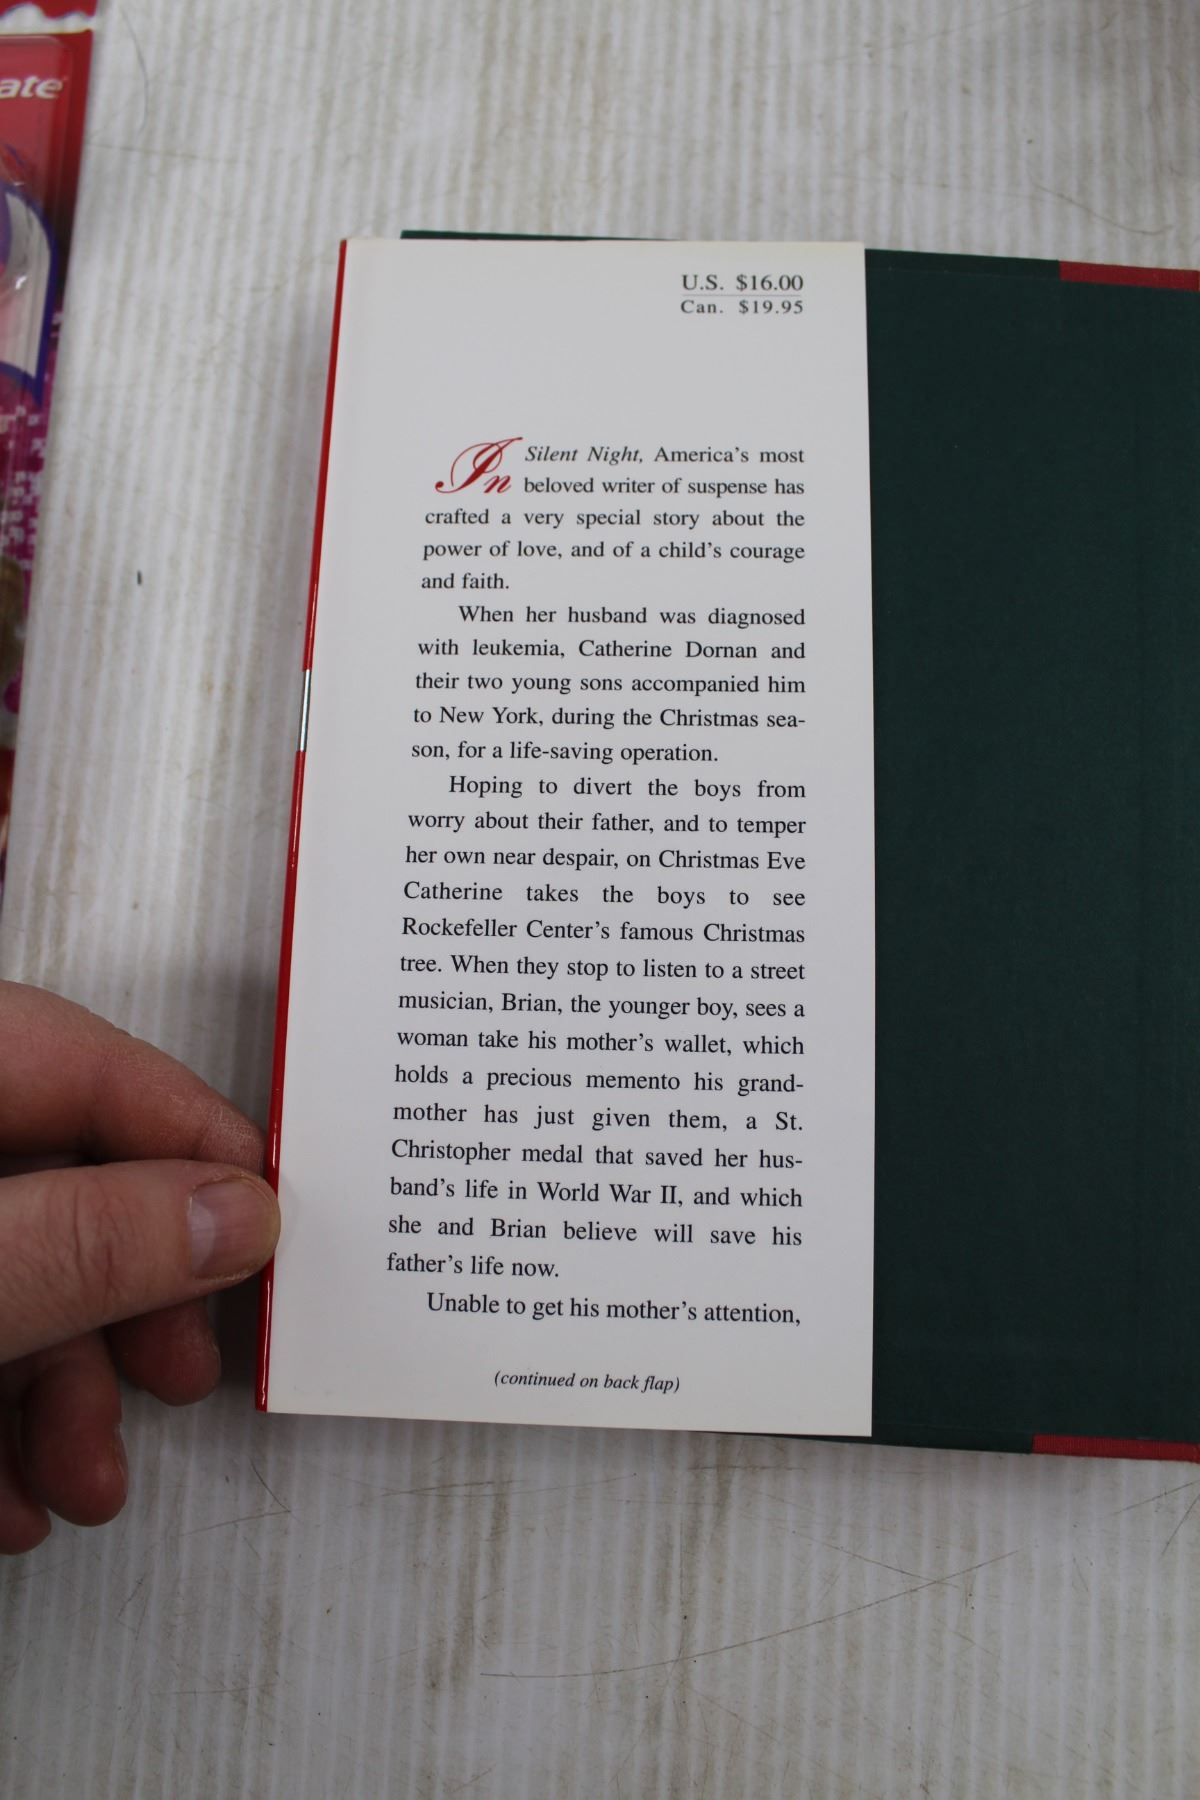 ate
U.S. $16.00
Can. $19.95
In Silent Night, America's most
beloved writer of suspense has
crafted a very special story about the
power of love, and of a child's courage
and faith.
When her husband was diagnosed
with leukemia, Catherine Dornan and
their two young sons accompanied him
to New York, during the Christmas sea-
son, for a life-saving operation.
Hoping to divert the boys from
worry about their father, and to temper
her own near despair, on Christmas Eve
Catherine takes the boys to see
Rockefeller Center's famous Christmas
tree. When they stop to listen to a street
musician, Brian, the younger boy, sees a
woman take his mother's wallet, which
holds a precious memento his grand-
mother has just given them, a St.
Christopher medal that saved her hus-
band's life in World War II, and which
she and Brian believe will save his
father's life now.
Unable to get his mother's attention,
(continued on back flap)